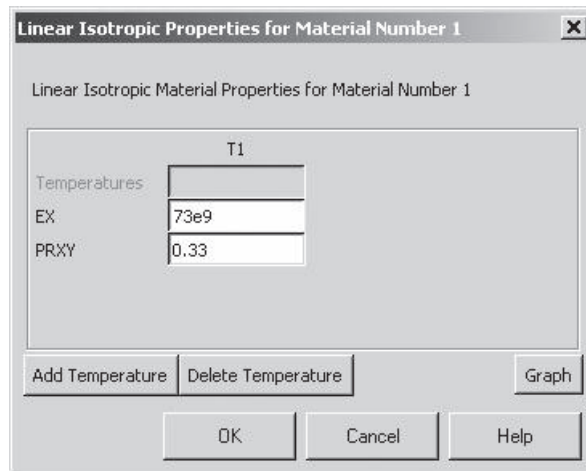 Linear Isotropic Properties for Material Number 1
Linear Isotropic Material Properties for Material Number 1
T1
Temperatures
EX 73e9
PRXY 0.33
Add Temperature Delete Temperature Graph
OK Cancel Help